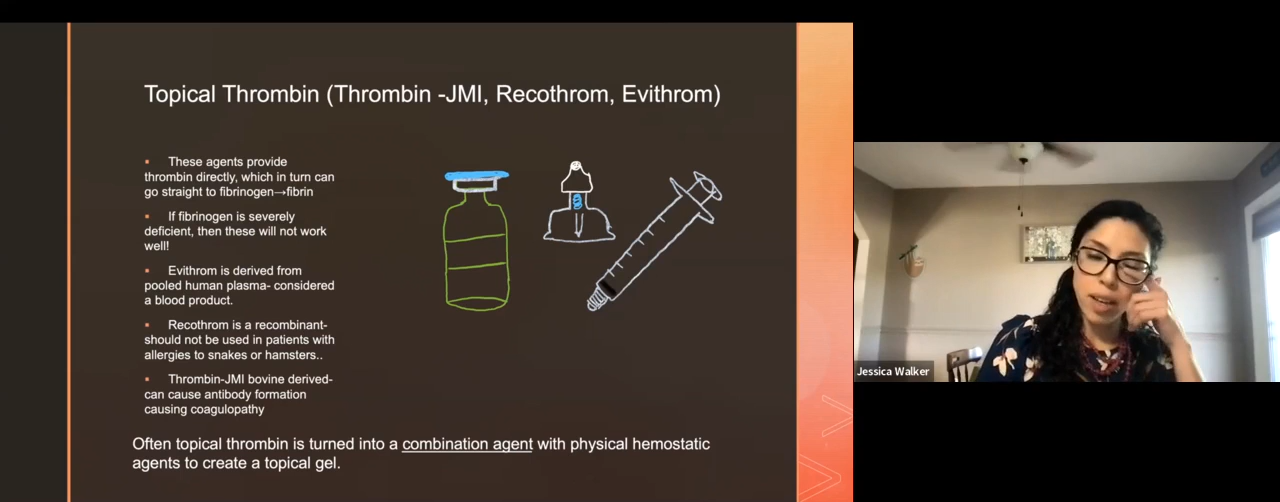 Topical Thrombin (Thrombin -JMI, Recothrom, Evithrom)
▪ These agents provide
thrombin directly, which in turn can
go straight to fibrinogen→fibrin
▪ If fibrinogen is severely
deficient, then these will not work
well!
▪ Evithrom is derived from
pooled human plasma- considered
a blood product.
▪ Recothrom is a recombinant-
should not be used in patients with
allergies to snakes or hamsters..
▪ Thrombin-JMI bovine derived-
can cause antibody formation
causing coagulopathy
Often topical thrombin is turned into a combination agent with physical hemostatic
agents to create a topical gel.
Jessica Walker